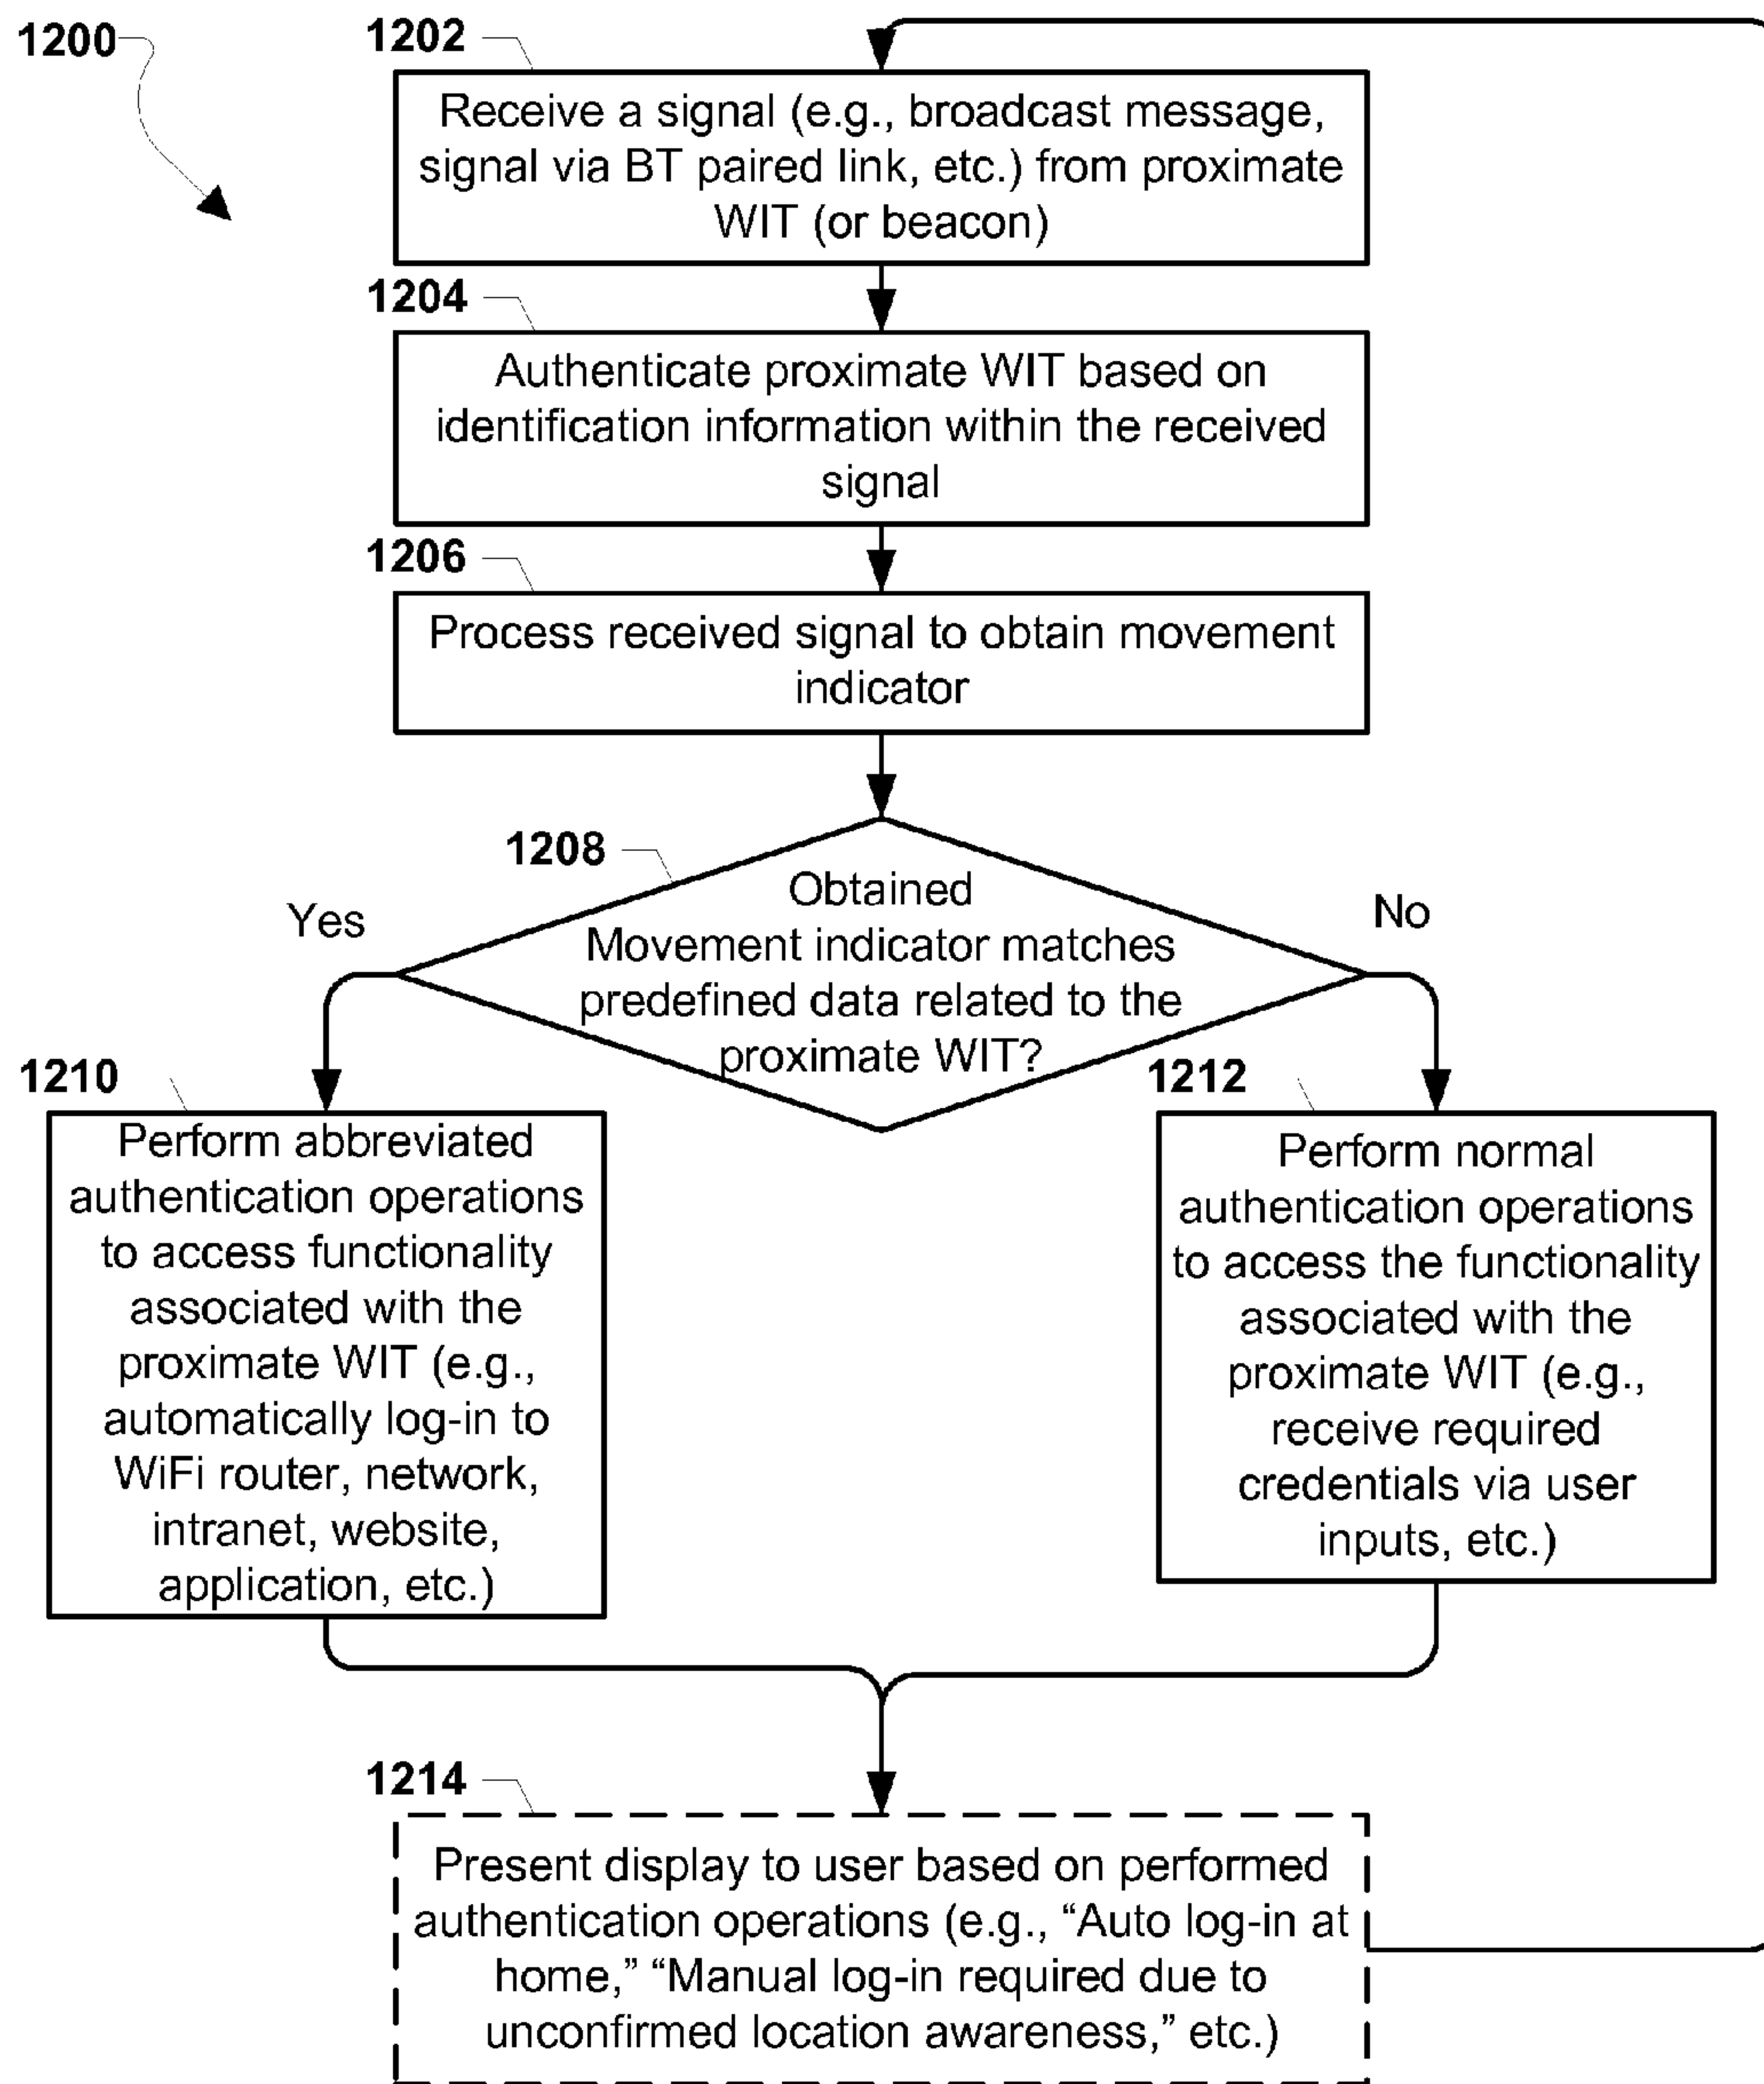 1200
1202
Receive a signal (e.g., broadcast message,
signal via BT paired link, etc.) from proximate
WIT (or beacon)
1204
Authenticate proximate WIT based on
identification information within the received
signal
1206
Process received signal to obtain movement
indicator
1208
Obtained
Movement indicator matches
predefined data related to the
proximate WIT?
Yes
No
1210
Perform abbreviated
authentication operations
to access functionality
associated with the
proximate WIT (e.g.,
automatically log-in to
WiFi router, network,
intranet, website,
application, etc.)
1212
Perform normal
authentication operations
to access the functionality
associated with the
proximate WIT (e.g.,
receive required
credentials via user
inputs, etc.)
1214
Present display to user based on performed
authentication operations (e.g., “Auto log-in at
home,” “Manual log-in required due to
unconfirmed location awareness,” etc.)